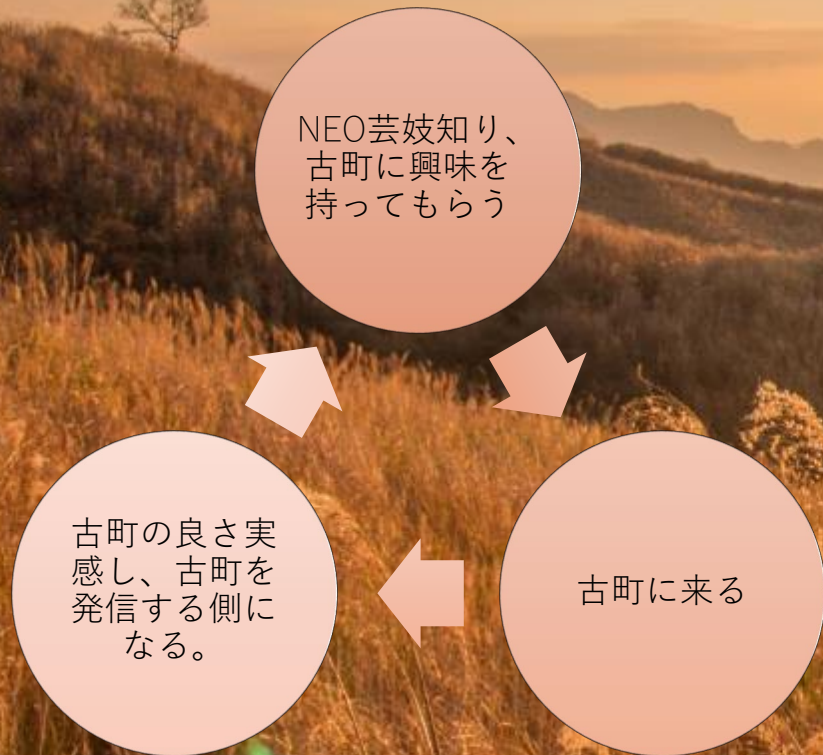 NEO芸妓知り、
古町に興味を
持ってもらう
古町に来る
古町の良さ実
感し、古町を
発信する側に
なる。